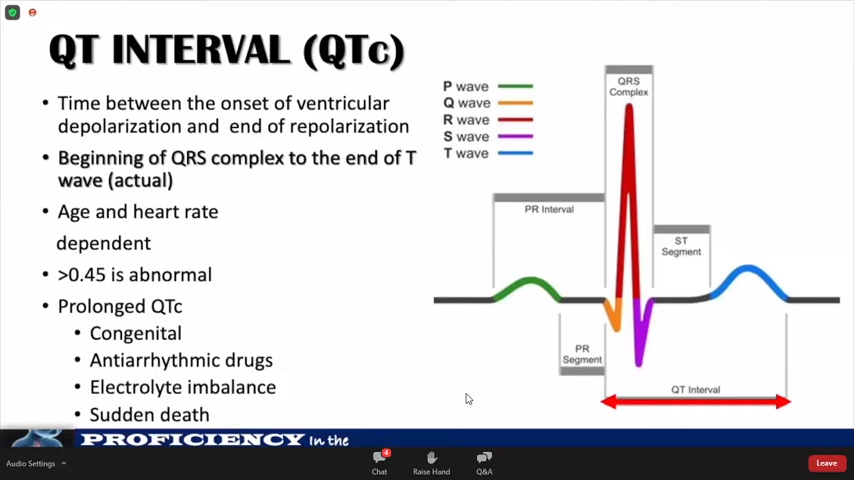 QT INTERVAL (QTc)
• Time between the onset of ventricular
depolarization and end of repolarization
• Beginning of QRS complex to the end of T
wave (actual)
• Age and heart rate
dependent
• >0.45 is abnormal
• Prolonged QTc
• Congenital
• Antiarrhythmic drugs
• Electrolyte imbalance
• Sudden death
P wave
Q wave
R wave
S wave
T wave
QRS
Complex
PR Interval
ST
Segment
PR
Segment
QT Interval
PROFICIENCY In the
Audio Settings
4
Chat
Raise Hand
Q&A
Leave